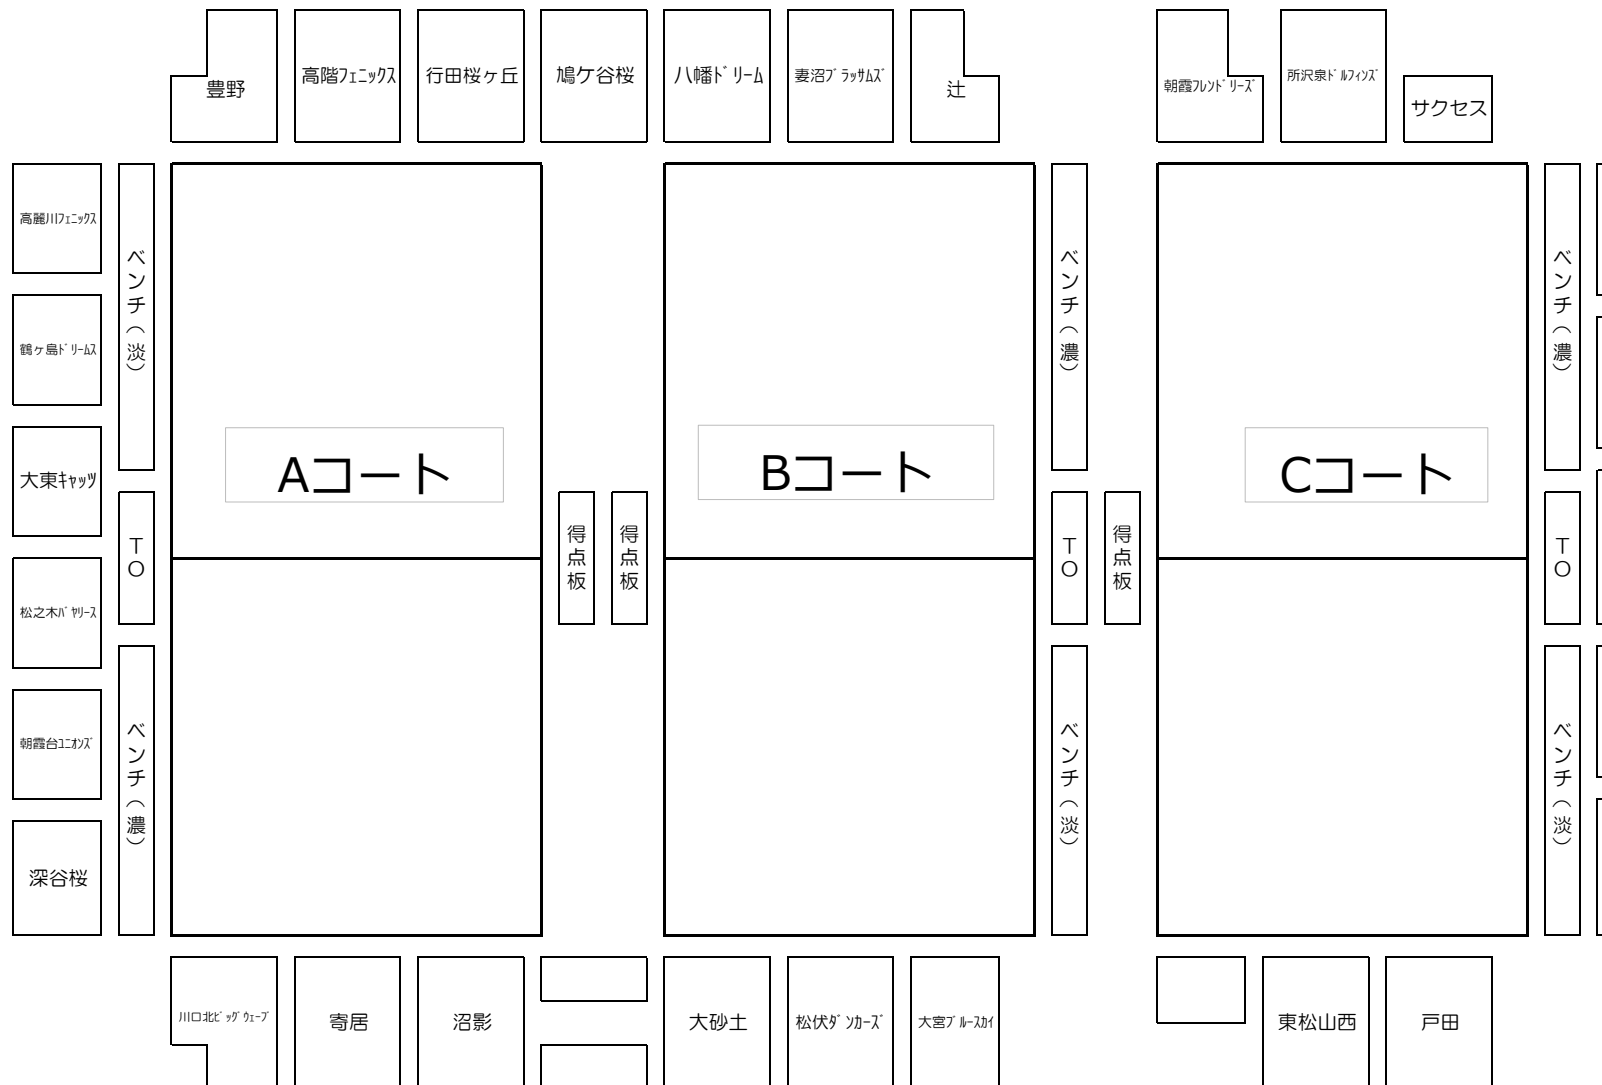 豊野
高階ﾌｪﾆｯｸｽ
行田桜ヶ丘
鳩ケ谷桜
八幡ﾄﾞﾘｰﾑ
妻沼ﾌﾞﾗｯｻﾑｽﾞ
辻
朝霞ﾌﾚﾝﾄﾞﾘｰｽﾞ
所沢泉ﾄﾞﾙﾌｨﾝｽﾞ
サクセス
高麗川ﾌｪﾆｯｸｽ
鶴ヶ島ﾄﾞﾘｰﾑｽ
大東ｷｬｯﾂ
松之木ﾊﾞﾔﾘｰｽ
朝霞台ﾕﾆｵﾝｽﾞ
深谷桜
ベンチ（淡）
TO
ベンチ（濃）
Aコート
得点板
得点板
Bコート
ベンチ（濃）
TO
ベンチ（淡）
得点板
Cコート
ベンチ（濃）
TO
ベンチ（淡）
川口北ﾋﾞｯｸﾞｳｪｰﾌﾞ
寄居
沼影
大砂土
松伏ﾀﾞﾝｶｰｽﾞ
大宮ﾌﾞﾙｰｽｶｲ
東松山西
戸田